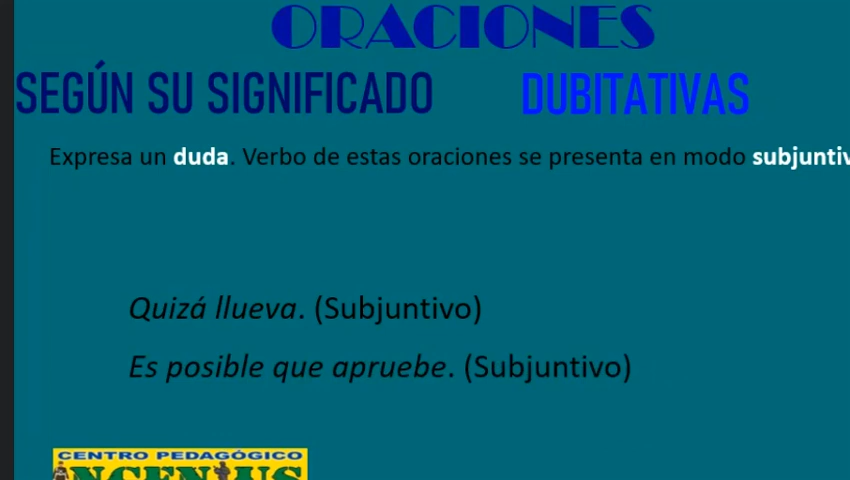 ORACIONES
SEGÚN SU SIGNIFICADO DUBITATIVAS
Expresa un duda. Verbo de estas oraciones se presenta en modo subjuntiv
Quizá llueva. (Subjuntivo)
Es posible que apruebe. (Subjuntivo)
CENTRO PEDAGÓGICO